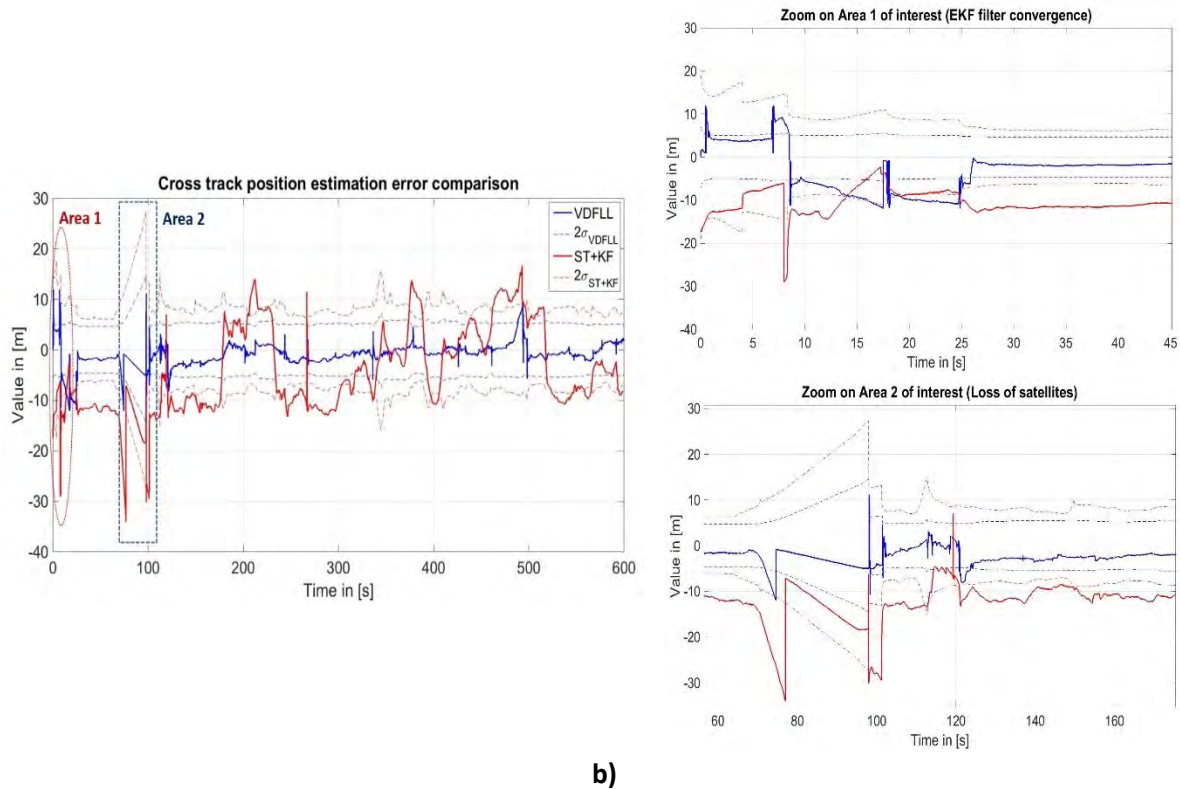 Cross track position estimation error comparison
Area 1
Area 2
VDFLL
2σVDFLL
ST+KF
2σST+KF
Value in [m]
30
20
10
0
-10
-20
-30
-40
0 100 200 300 400 500 600
Time in [s]
Zoom on Area 1 of interest (EKF filter convergence)
Value in [m]
30
20
10
0
-10
-20
-30
-40
0 5 10 15 20 25 30 35 40 45
Time in [s]
Zoom on Area 2 of interest (Loss of satellites)
Value in [m]
30
20
10
0
-10
-20
-30
60 80 100 120 140 160
Time in [s]
b)